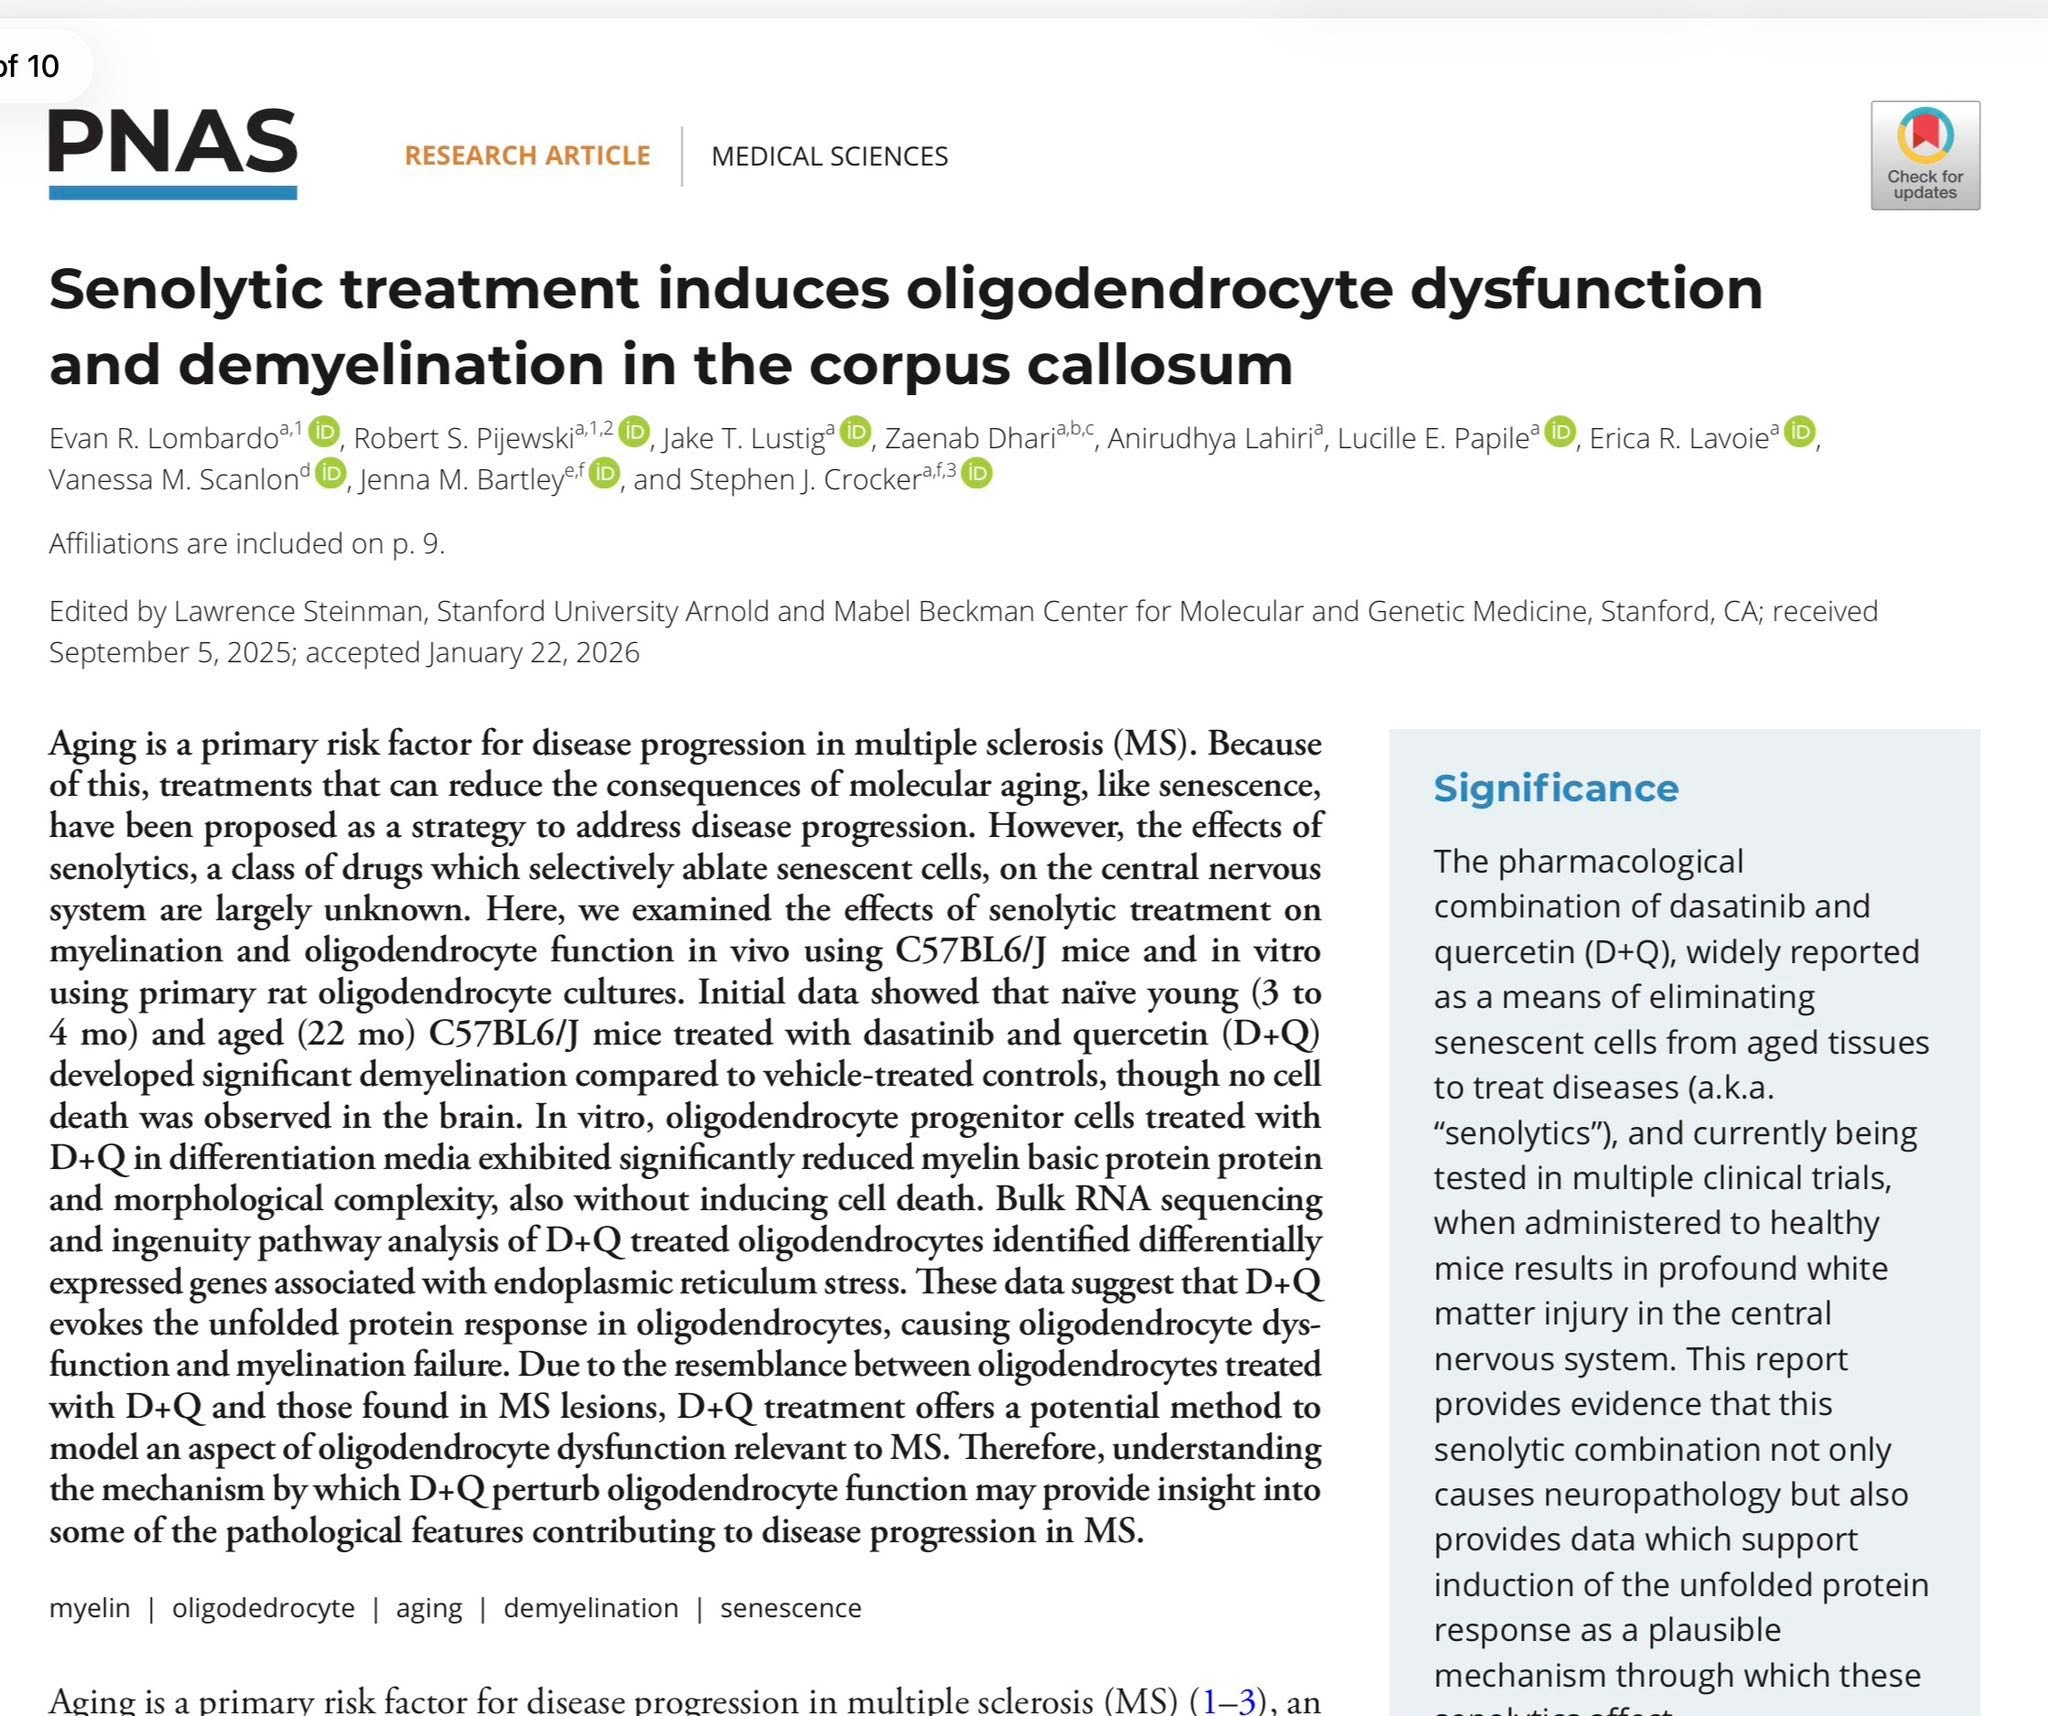 of 10
PNAS
RESEARCH ARTICLE | MEDICAL SCIENCES
Check for
updates
Senolytic treatment induces oligodendrocyte dysfunction
and demyelination in the corpus callosum
Evan R. Lombardo^a,1 iD, Robert S. Pijewski^a,1,2 iD, Jake T. Lustig^a iD, Zaenab Dhari^a,b,c, Anirudhya Lahiri^a, Lucille E. Papile^a iD, Erica R. Lavoie^a iD,
Vanessa M. Scanlon^d iD, Jenna M. Bartley^e,f iD, and Stephen J. Crocker^a,f,3 iD
Affiliations are included on p. 9.
Edited by Lawrence Steinman, Stanford University Arnold and Mabel Beckman Center for Molecular and Genetic Medicine, Stanford, CA; received
September 5, 2025; accepted January 22, 2026
Aging is a primary risk factor for disease progression in multiple sclerosis (MS). Because
of this, treatments that can reduce the consequences of molecular aging, like senescence,
have been proposed as a strategy to address disease progression. However, the effects of
senolytics, a class of drugs which selectively ablate senescent cells, on the central nervous
system are largely unknown. Here, we examined the effects of senolytic treatment on
myelination and oligodendrocyte function in vivo using C57BL6/J mice and in vitro
using primary rat oligodendrocyte cultures. Initial data showed that naïve young (3 to
4 mo) and aged (22 mo) C57BL6/J mice treated with dasatinib and quercetin (D+Q)
developed significant demyelination compared to vehicle-treated controls, though no cell
death was observed in the brain. In vitro, oligodendrocyte progenitor cells treated with
D+Q in differentiation media exhibited significantly reduced myelin basic protein protein
and morphological complexity, also without inducing cell death. Bulk RNA sequencing
and ingenuity pathway analysis of D+Q treated oligodendrocytes identified differentially
expressed genes associated with endoplasmic reticulum stress. These data suggest that D+Q
evokes the unfolded protein response in oligodendrocytes, causing oligodendrocyte dys-
function and myelination failure. Due to the resemblance between oligodendrocytes treated
with D+Q and those found in MS lesions, D+Q treatment offers a potential method to
model an aspect of oligodendrocyte dysfunction relevant to MS. Therefore, understanding
the mechanism by which D+Q perturb oligodendrocyte function may provide insight into
some of the pathological features contributing to disease progression in MS.
myelin | oligodedrocyte | aging | demyelination | senescence
Aging is a primary risk factor for disease progression in multiple sclerosis (MS) (1–3), an
Significance
The pharmacological
combination of dasatinib and
quercetin (D+Q), widely reported
as a means of eliminating
senescent cells from aged tissues
to treat diseases (a.k.a.
“senolytics”), and currently being
tested in multiple clinical trials,
when administered to healthy
mice results in profound white
matter injury in the central
nervous system. This report
provides evidence that this
senolytic combination not only
causes neuropathology but also
provides data which support
induction of the unfolded protein
response as a plausible
mechanism through which these
senolytics affect